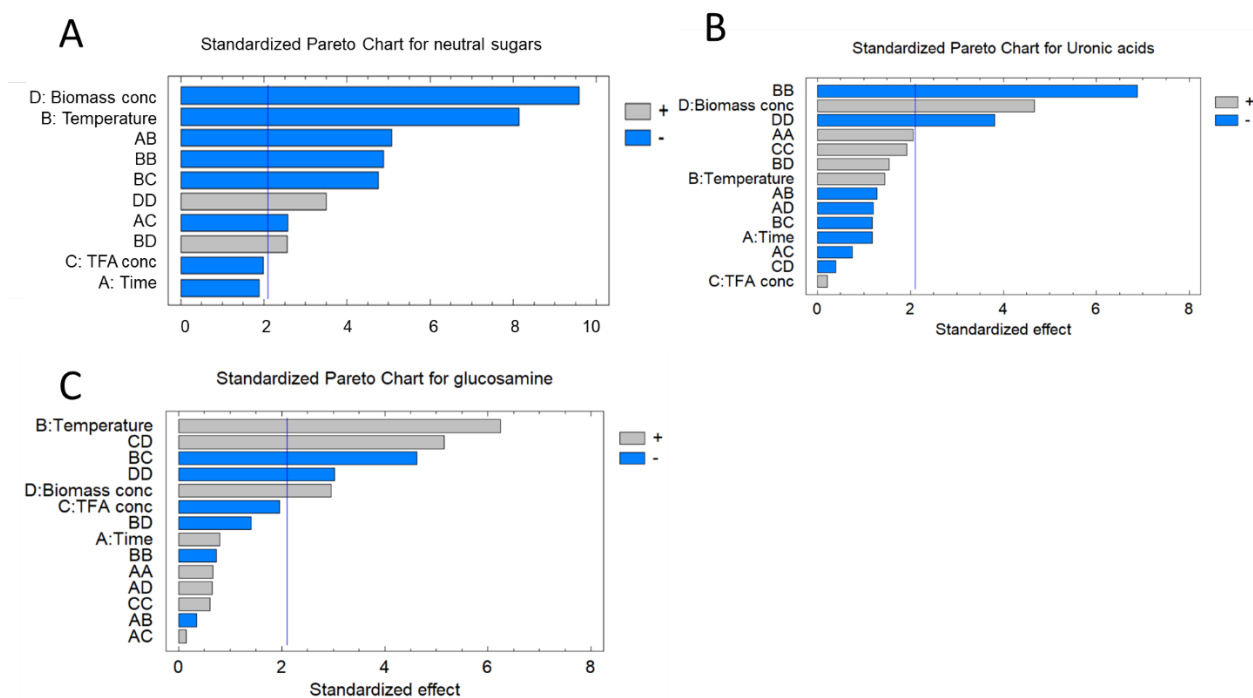 A
Standardized Pareto Chart for neutral sugars
D: Biomass conc
B: Temperature
AB
BB
BC
DD
AC
BD
C: TFA conc
A: Time
+
-
0 2 4 6 8 10
B
Standardized Pareto Chart for Uronic acids
BB
D:Biomass conc
DD
AA
CC
BD
B:Temperature
AB
AD
BC
A:Time
AC
CD
C:TFA conc
+
-
0 2 4 6 8
Standardized effect
C
Standardized Pareto Chart for glucosamine
B:Temperature
CD
BC
DD
D:Biomass conc
C:TFA conc
BD
A:Time
BB
AA
AD
CC
AB
AC
+
-
0 2 4 6 8
Standardized effect